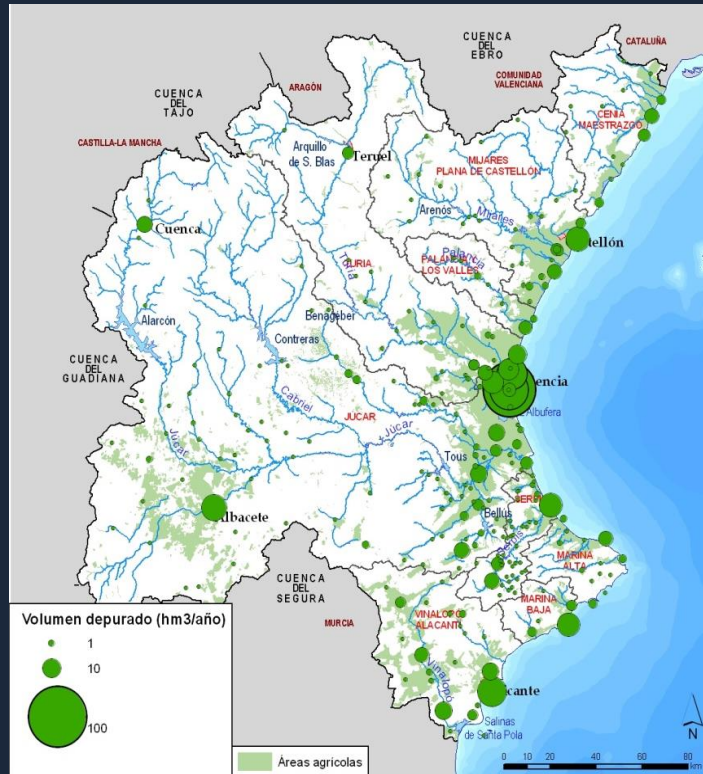 CUENCA
DEL
EBRO
CATALUÑA
COMUNIDAD
VALENCIANA
ARAGÓN
CUENCA
DEL
TAJO
CASTILLA-LA MANCHA
CENIA
MAESTRAZGO
Arquillo
de S. Blas
Teruel
MIJARES
PLANA DE CASTELLÓN
Arenós
Mijares
Cuenca
tellón
TURIA
Palancia
LOS VALLES
Benagéber
Alarcón
Contreras
CUENCA
DEL
GUADIANA
Cabriel
encia
Albufera
JÚCAR
Júcar
Júcar
Tous
Albacete
Bellús
SERPIS
Serpis
MARINA
ALTA
CUENCA
DEL
SEGURA
MURCIA
MARINA
BAJA
VINALOPÓ
ALACANTÍ
Vinalopó
cante
Salinas
de Santa Pola
Volumen depurado (hm3/año)
1
10
100
Áreas agrícolas
N
0 20 40 60 80
km